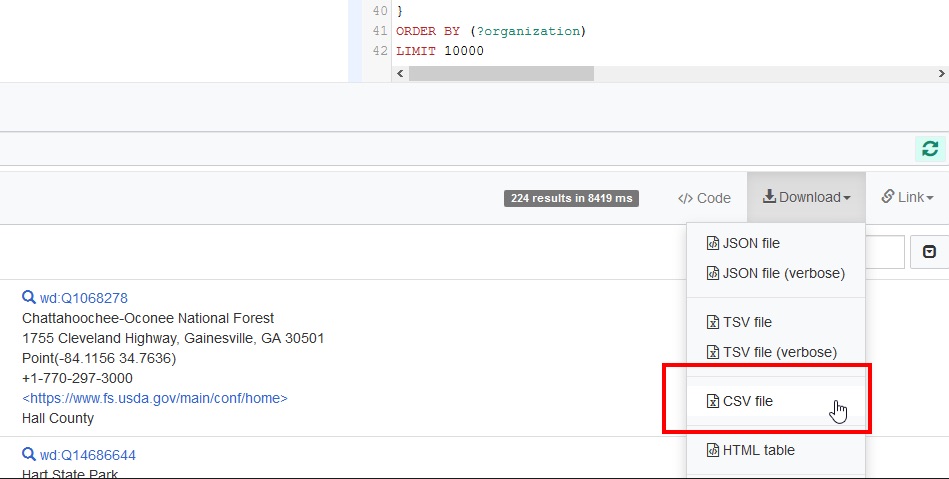 40 }
41 ORDER BY (?organization)
42 LIMIT 10000
224 results in 8419 ms
Code
Download
Link
JSON file
JSON file (verbose)
TSV file
TSV file (verbose)
CSV file
HTML table
wd:Q1068278
Chattahoochee-Oconee National Forest
1755 Cleveland Highway, Gainesville, GA 30501
Point(-84.1156 34.7636)
+1-770-297-3000
<https://www.fs.usda.gov/main/conf/home>
Hall County
wd:Q14686644
Hart State Park